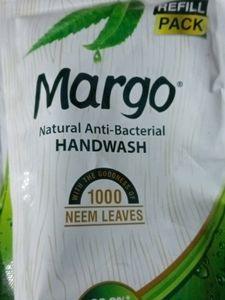 REFILL
PACK
Margo®
Natural Anti-Bacterial
HANDWASH
WITH THE GOODNESS OF
1000
NEEM LEAVES